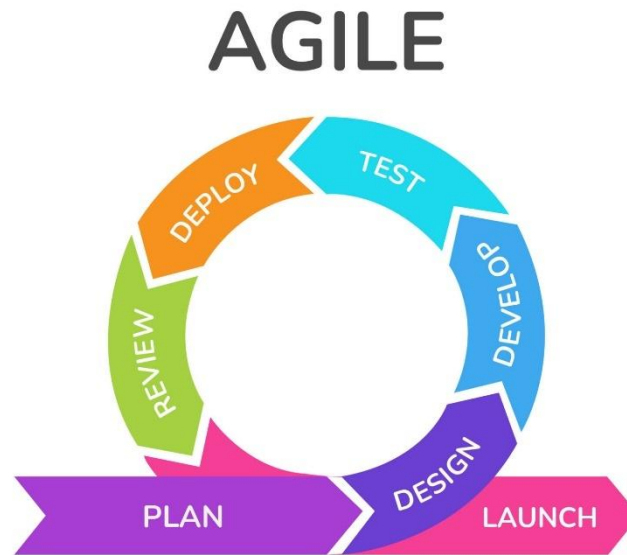 AGILE
PLAN
DESIGN
DEVELOP
TEST
DEPLOY
REVIEW
LAUNCH